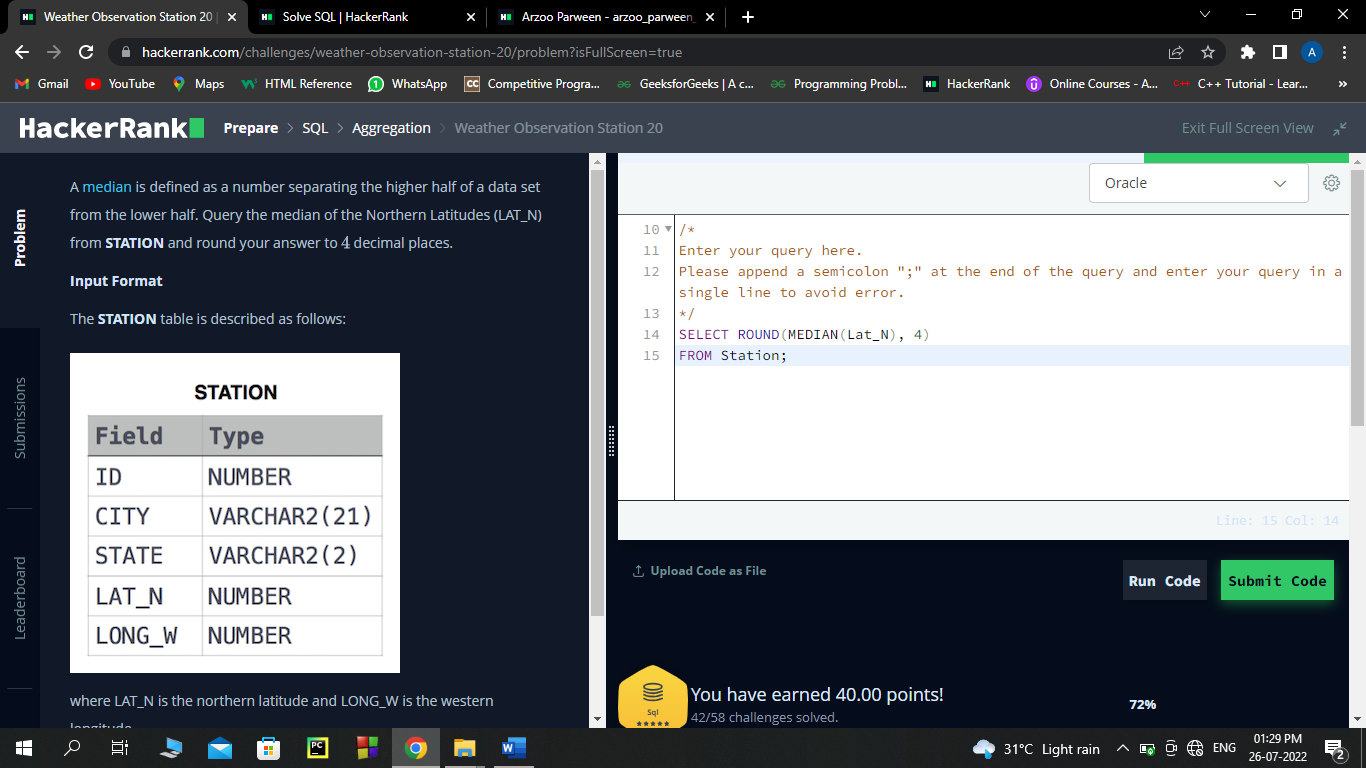 Weather Observation Station 20 |
Solve SQL | HackerRank
Arzoo Parween - arzoo_parween_
hackerrank.com/challenges/weather-observation-station-20/problem?isFullScreen=true
A
Gmail YouTube Maps HTML Reference WhatsApp CC Competitive Progra... GeeksforGeeks | A c... Programming Probl... HackerRank Online Courses - A... C++ Tutorial - Lear... »
HackerRank Prepare > SQL > Aggregation > Weather Observation Station 20 Exit Full Screen View
Problem
Submissions
Leaderboard
A median is defined as a number separating the higher half of a data set
from the lower half. Query the median of the Northern Latitudes (LAT_N)
from STATION and round your answer to 4 decimal places.
Input Format
The STATION table is described as follows:
STATION
Field Type
ID NUMBER
CITY VARCHAR2(21)
STATE VARCHAR2(2)
LAT_N NUMBER
LONG_W NUMBER
where LAT_N is the northern latitude and LONG_W is the western
longitude.
Oracle
10 /*
11 Enter your query here.
12 Please append a semicolon ";" at the end of the query and enter your query in a
single line to avoid error.
13 */
14 SELECT ROUND(MEDIAN(Lat_N), 4)
15 FROM Station;
Line: 15 Col: 14
Upload Code as File
Run Code
Submit Code
Sql
You have earned 40.00 points!
42/58 challenges solved.
72%
PC
W
31°C Light rain
ENG
01:29 PM
26-07-2022
2